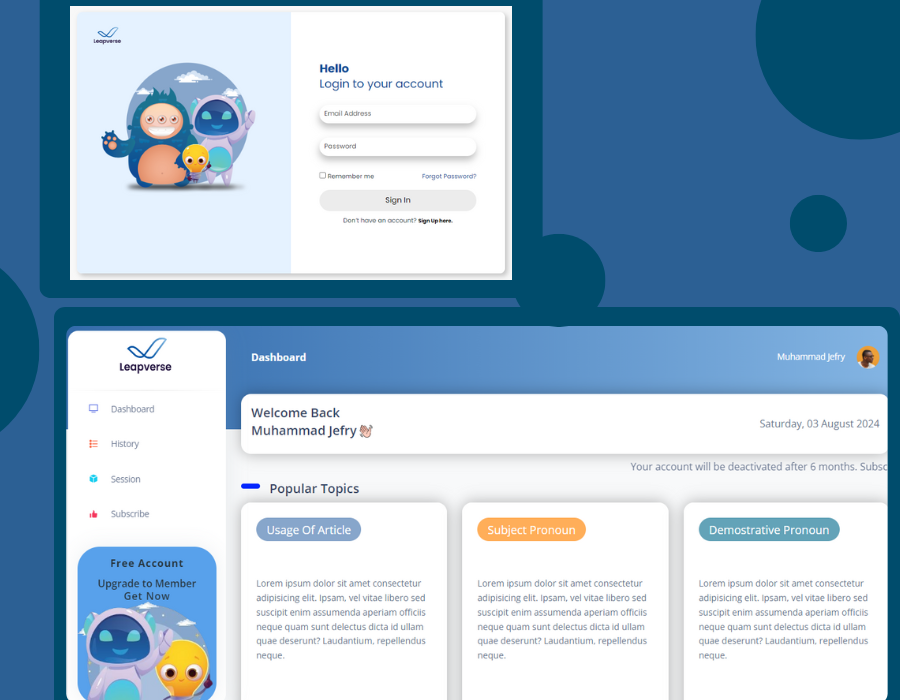 Leapverse
Hello
Login to your account
Email Address
Password
Remember me
Forgot Password?
Sign In
Don't have an account? Sign Up here.
Leapverse
Dashboard
History
Session
Subscribe
Free Account
Upgrade to Member
Get Now
Dashboard
Muhammad Jefry
Welcome Back
Muhammad Jefry
Saturday, 03 August 2024
Your account will be deactivated after 6 months. Subsc
Popular Topics
Usage Of Article
Lorem ipsum dolor sit amet consectetur
adipisicing elit. Ipsam, vel vitae libero sed
suscipit enim assumenda aperiam officiis
neque quam sunt delectus dicta id ullam
quae deserunt? Laudantium, repellendus
neque.
Subject Pronoun
Lorem ipsum dolor sit amet consectetur
adipisicing elit. Ipsam, vel vitae libero sed
suscipit enim assumenda aperiam officiis
neque quam sunt delectus dicta id ullam
quae deserunt? Laudantium, repellendus
neque.
Demostrative Pronoun
Lorem ipsum dolor sit amet consectetur
adipisicing elit. Ipsam, vel vitae libero sed
suscipit enim assumenda aperiam officiis
neque quam sunt delectus dicta id ullam
quae deserunt? Laudantium, repellendus
neque.